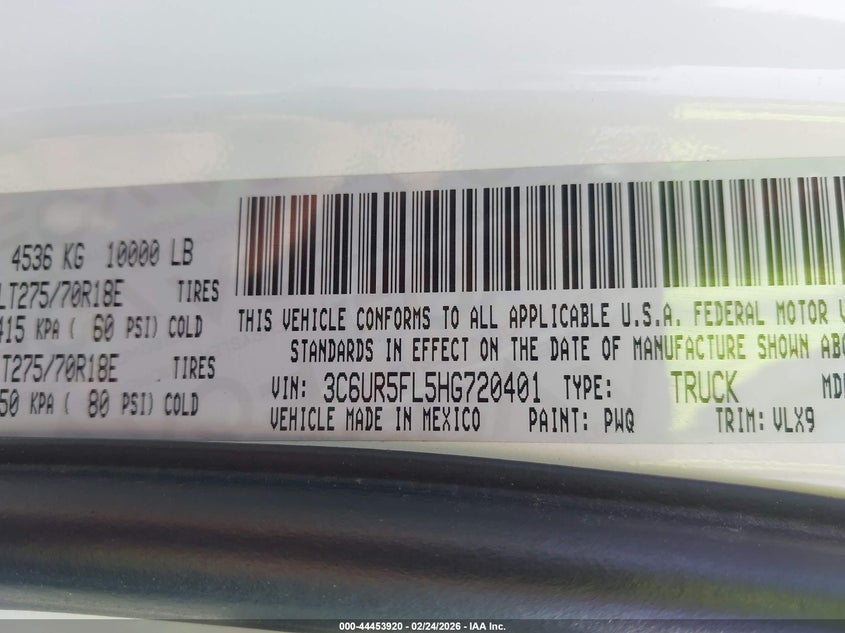 4536 KG 10000 LB
LT275/70R18E TIRES
415 KPA ( 60 PSI) COLD
LT275/70R18E TIRES
50 KPA ( 80 PSI) COLD
THIS VEHICLE CONFORMS TO ALL APPLICABLE U.S.A. FEDERAL MOTOR V
STANDARDS IN EFFECT ON THE DATE OF MANUFACTURE SHOWN ABO
VIN: 3C6UR5FL5HG720401 TYPE: TRUCK MD
VEHICLE MADE IN MEXICO PAINT: PWQ TRIM: VLX9
000-44453920 - 02/24/2026 - IAA Inc.